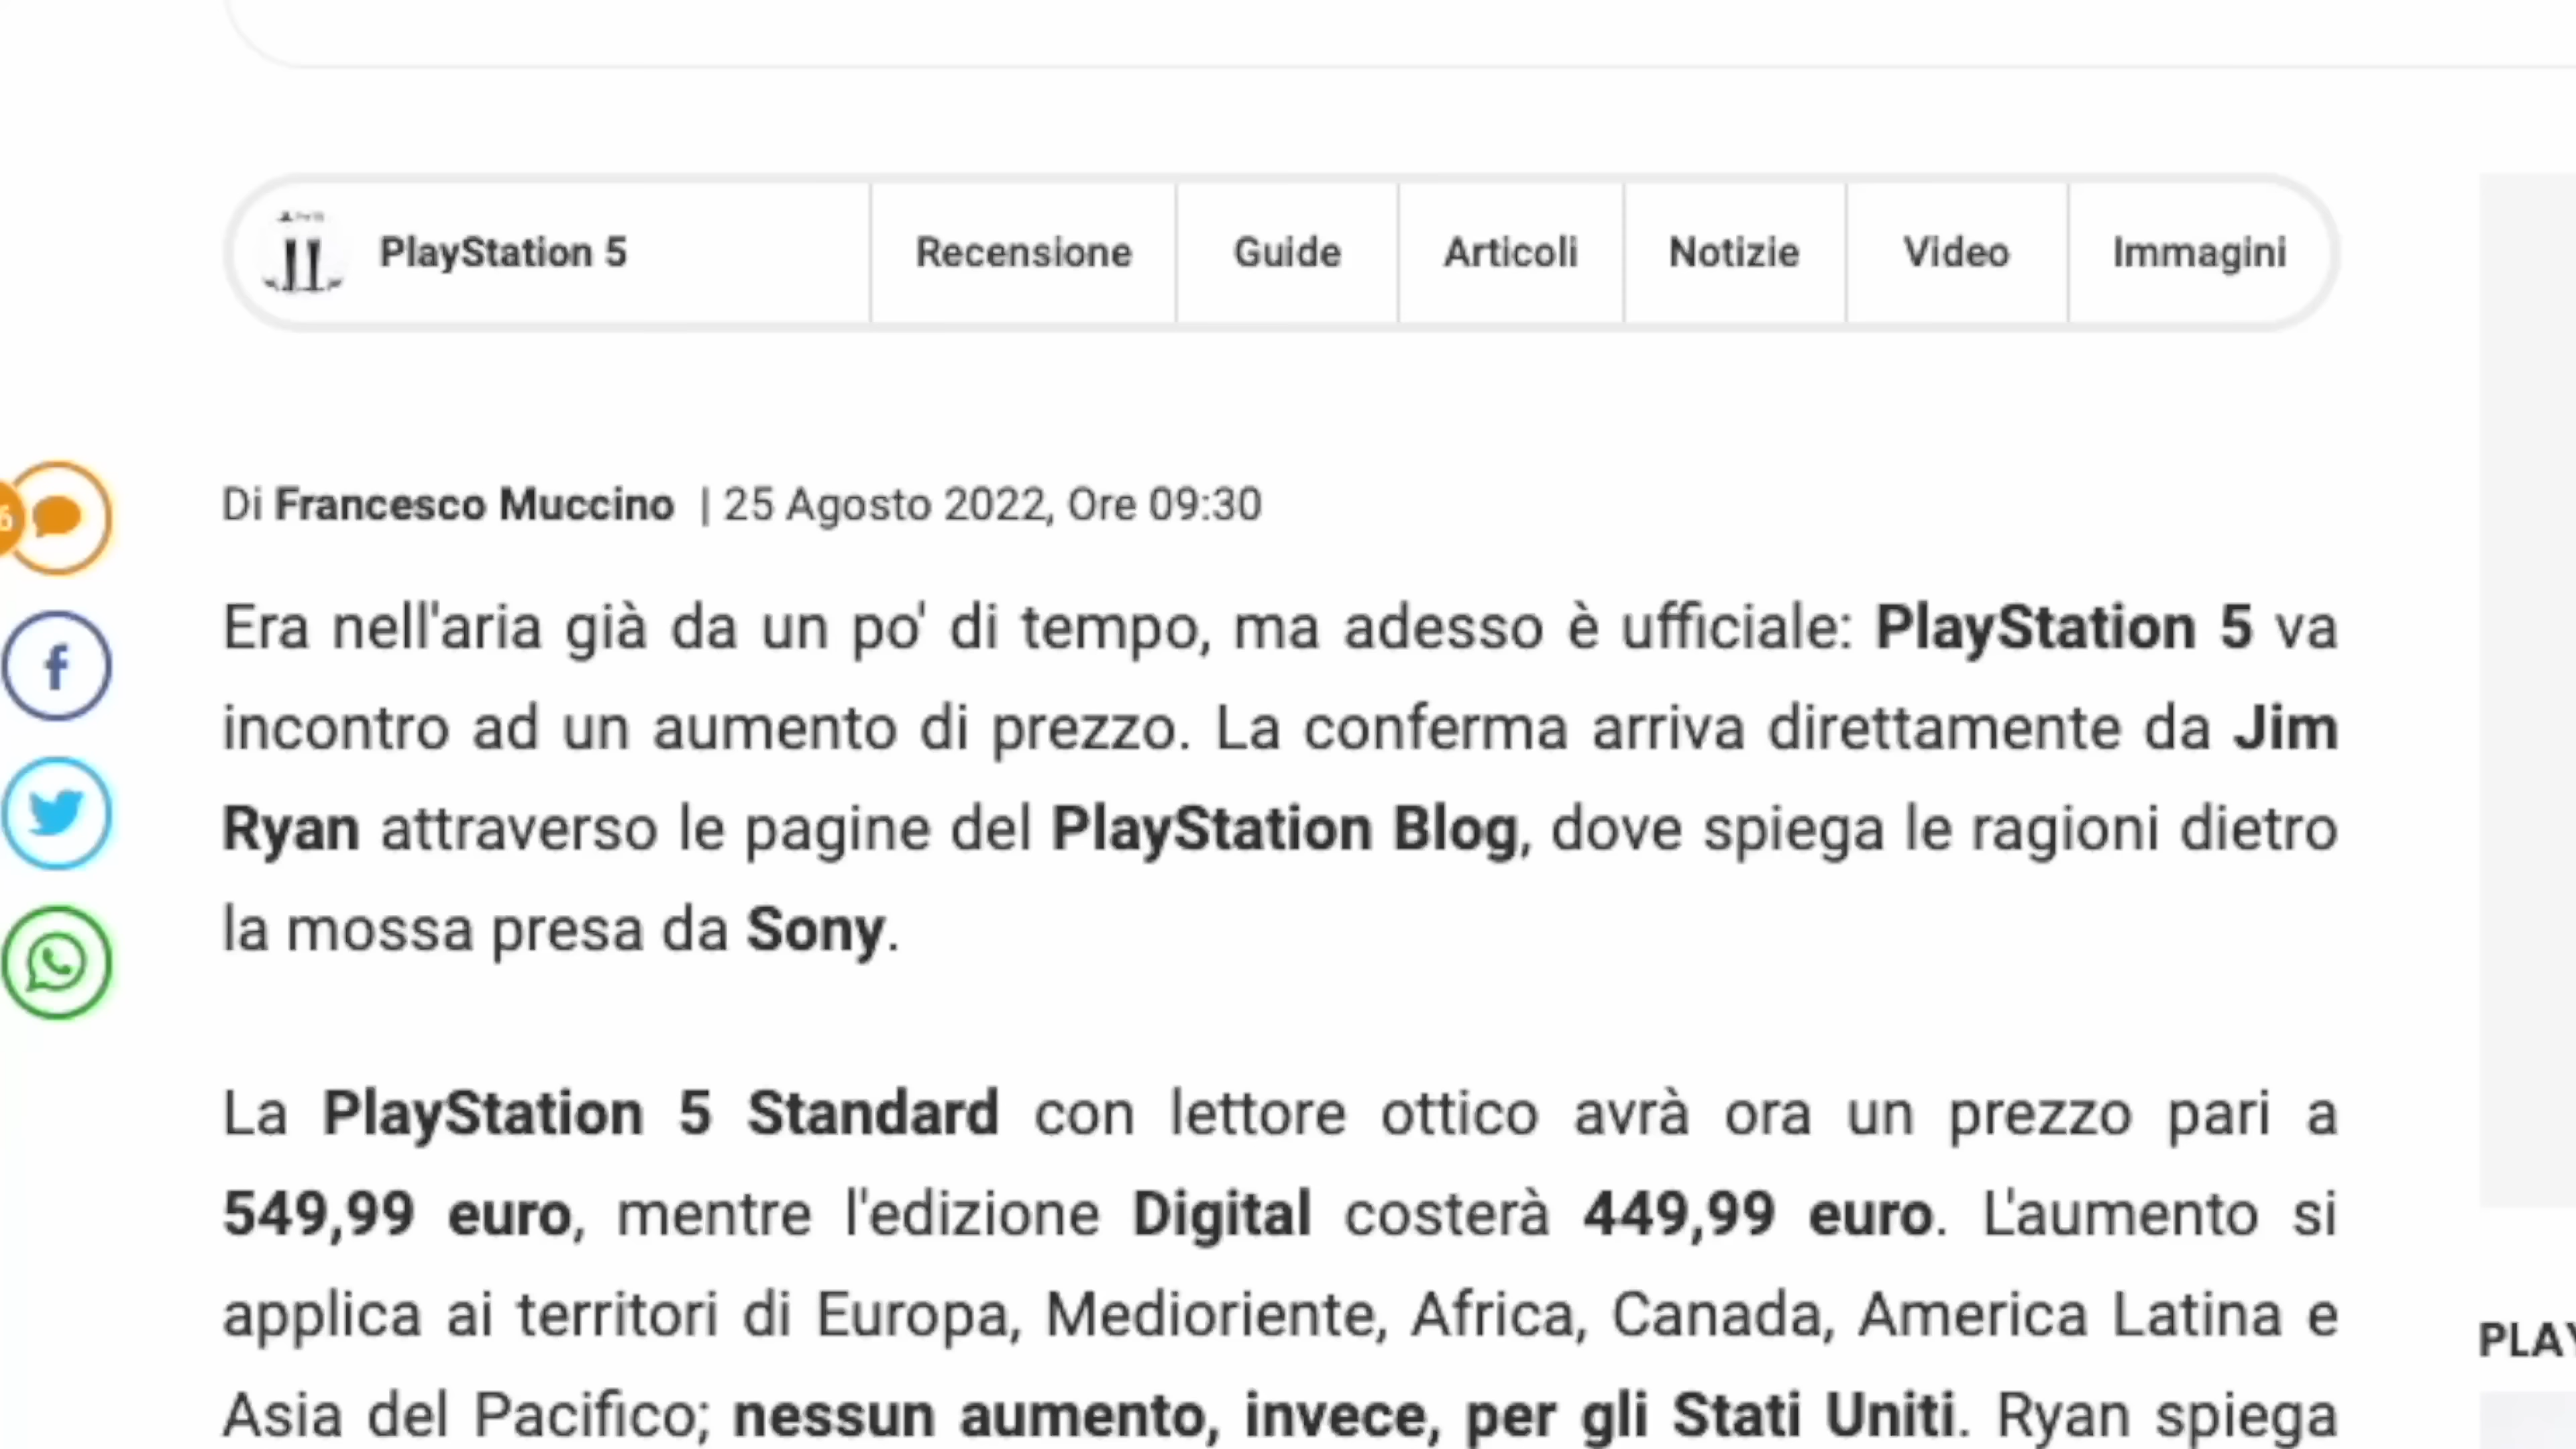 PlayStation 5
Recensione
Guide
Articoli
Notizie
Video
Immagini
Di Francesco Muccino | 25 Agosto 2022, Ore 09:30
6
f
Era nell'aria già da un po' di tempo, ma adesso è ufficiale: PlayStation 5 va
incontro ad un aumento di prezzo. La conferma arriva direttamente da Jim
Ryan attraverso le pagine del PlayStation Blog, dove spiega le ragioni dietro
la mossa presa da Sony.
La PlayStation 5 Standard con lettore ottico avrà ora un prezzo pari a
549,99 euro, mentre l'edizione Digital costerà 449,99 euro. L'aumento si
applica ai territori di Europa, Medioriente, Africa, Canada, America Latina e
Asia del Pacifico; nessun aumento, invece, per gli Stati Uniti. Ryan spiega